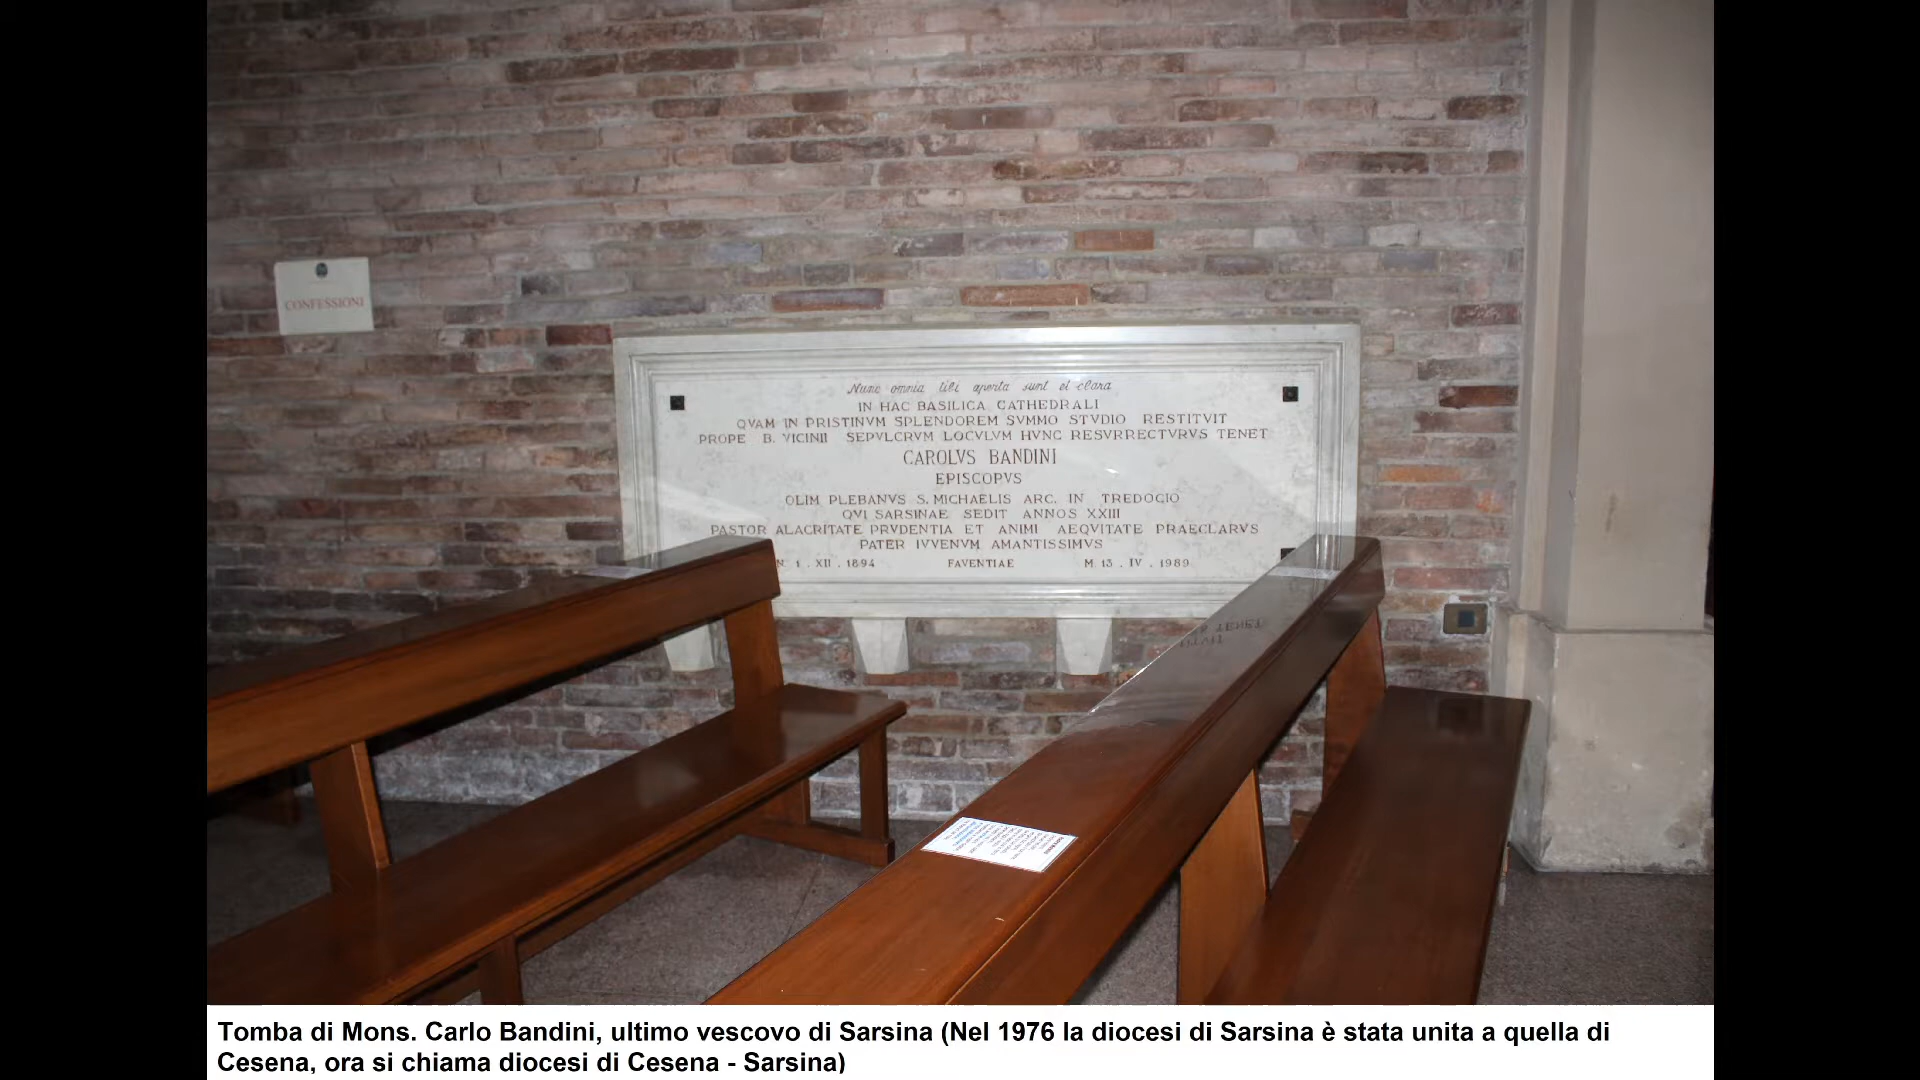 CONFESSIONI
Nunc omnia tibi aperta sunt et clara
IN HAC BASILICA CATHEDRALI
QVAM IN PRISTINVM SPLENDOREM SVMMO STVDIO RESTITVIT
PROPE B. VICINII SEPVLCRVM LOCVLVM HVNC RESVRRECTVRVS TENET
CAROLVS BANDINI
EPISCOPVS
OLIM PLEBANVS S. MICHAELIS ARC. IN TREDOCIO
QVI SARSINAE SEDIT ANNOS XXIII
PASTOR ALACRITATE PRVDENTIA ET ANIMI AEQVITATE PRAECLARVS
PATER IVVENVM AMANTISSIMVS
N. 1 . XII . 1894 FAVENTIAE M. 13 . IV . 1989
Tomba di Mons. Carlo Bandini, ultimo vescovo di Sarsina (Nel 1976 la diocesi di Sarsina è stata unita a quella di
Cesena, ora si chiama diocesi di Cesena - Sarsina)